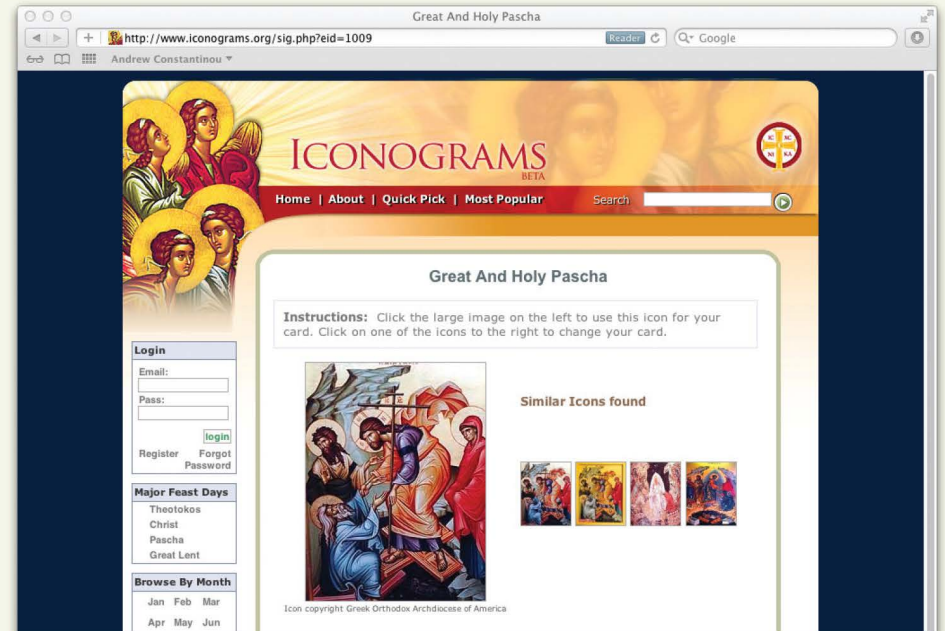 Great And Holy Pascha
http://www.iconograms.org/sig.php?eid=1009
Reader
Google
Andrew Constantinou
ICONOGRAMS
BETA
IC XC
NI KA
Home | About | Quick Pick | Most Popular
Search
Great And Holy Pascha
Instructions: Click the large image on the left to use this icon for your
card. Click on one of the icons to the right to change your card.
Login
Email:
Pass:
login
Register Forgot
Password
Similar Icons found
Major Feast Days
Theotokos
Christ
Pascha
Great Lent
Browse By Month
Jan Feb Mar
Apr May Jun
Icon copyright Greek Orthodox Archdiocese of America